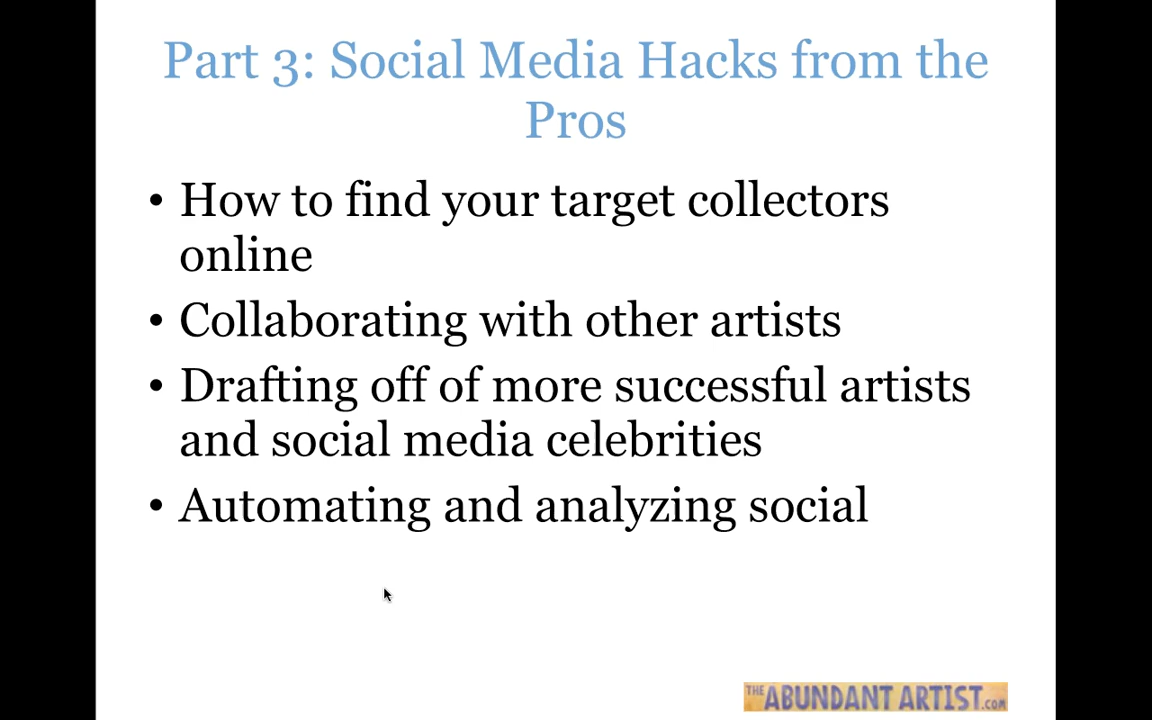 Part 3: Social Media Hacks from the
Pros
• How to find your target collectors
online
• Collaborating with other artists
• Drafting off of more successful artists
and social media celebrities
• Automating and analyzing social
THE ABUNDANT ARTIST.com